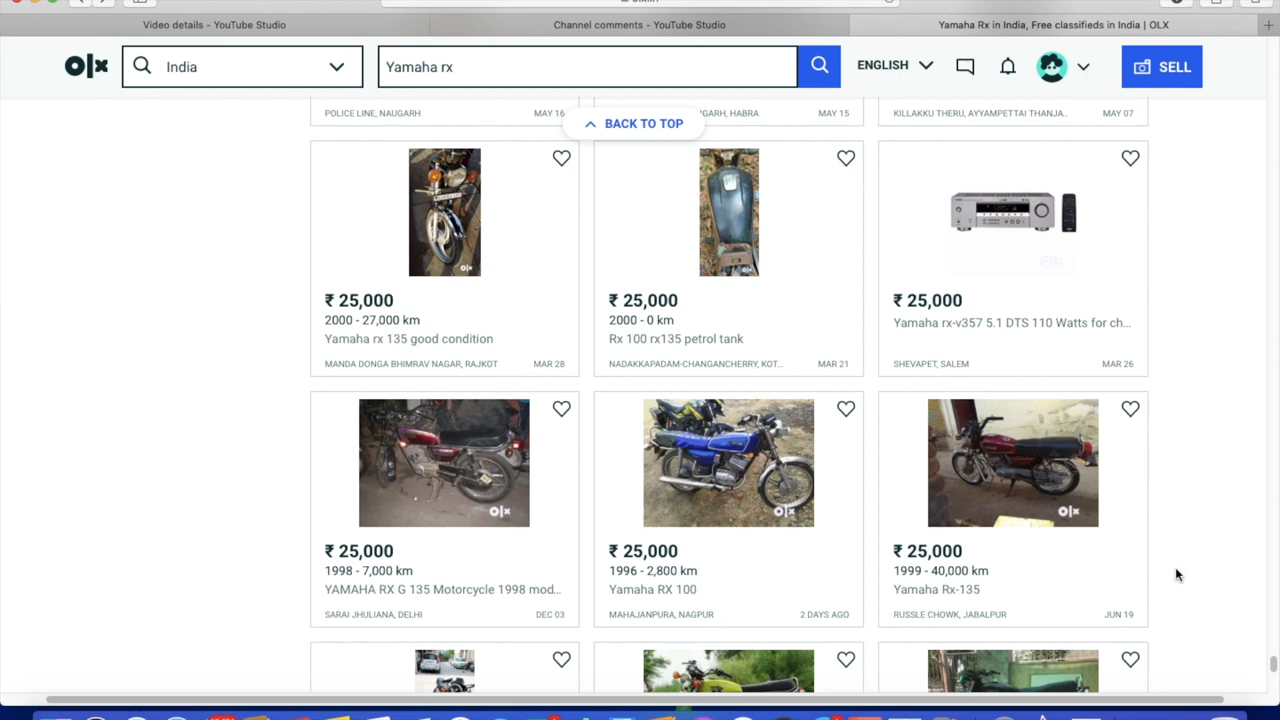 Video details - YouTube Studio
Channel comments - YouTube Studio
Yamaha Rx in India, Free classifieds in India | OLX
olx
India
Yamaha rx
ENGLISH
SELL
POLICE LINE, NAUGARH
MAY 16
GARH, HABRA
MAY 15
KILLAKKU THERU, AYYAMPETTAI THANJA..
MAY 07
BACK TO TOP
₹ 25,000
2000 - 27,000 km
Yamaha rx 135 good condition
MANDA DONGA BHIMRAV NAGAR, RAJKOT
MAR 28
₹ 25,000
2000 - 0 km
Rx 100 rx135 petrol tank
NADAKKAPADAM-CHANGANCHERRY, KOT...
MAR 21
₹ 25,000
Yamaha rx-v357 5.1 DTS 110 Watts for ch...
SHEVAPET, SALEM
MAR 26
₹ 25,000
1998 - 7,000 km
YAMAHA RX G 135 Motorcycle 1998 mod...
SARAI JHULIANA, DELHI
DEC 03
₹ 25,000
1996 - 2,800 km
Yamaha RX 100
MAHAJANPURA, NAGPUR
2 DAYS AGO
₹ 25,000
1999 - 40,000 km
Yamaha Rx-135
RUSSLE CHOWK, JABALPUR
JUN 19